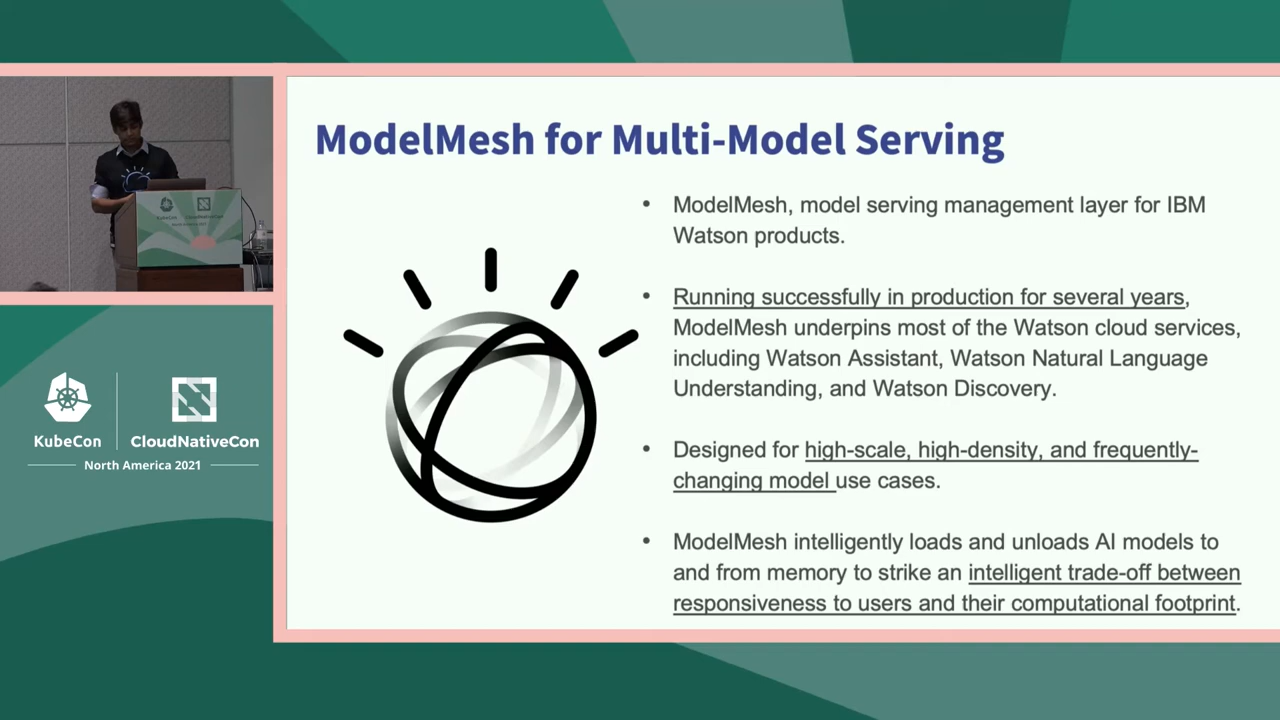 ModelMesh for Multi-Model Serving
• ModelMesh, model serving management layer for IBM
Watson products.
• Running successfully in production for several years,
ModelMesh underpins most of the Watson cloud services,
including Watson Assistant, Watson Natural Language
Understanding, and Watson Discovery.
• Designed for high-scale, high-density, and frequently-
changing model use cases.
• ModelMesh intelligently loads and unloads AI models to
and from memory to strike an intelligent trade-off between
responsiveness to users and their computational footprint.
KubeCon CloudNativeCon
KubeCon
CloudNativeCon
North America 2021